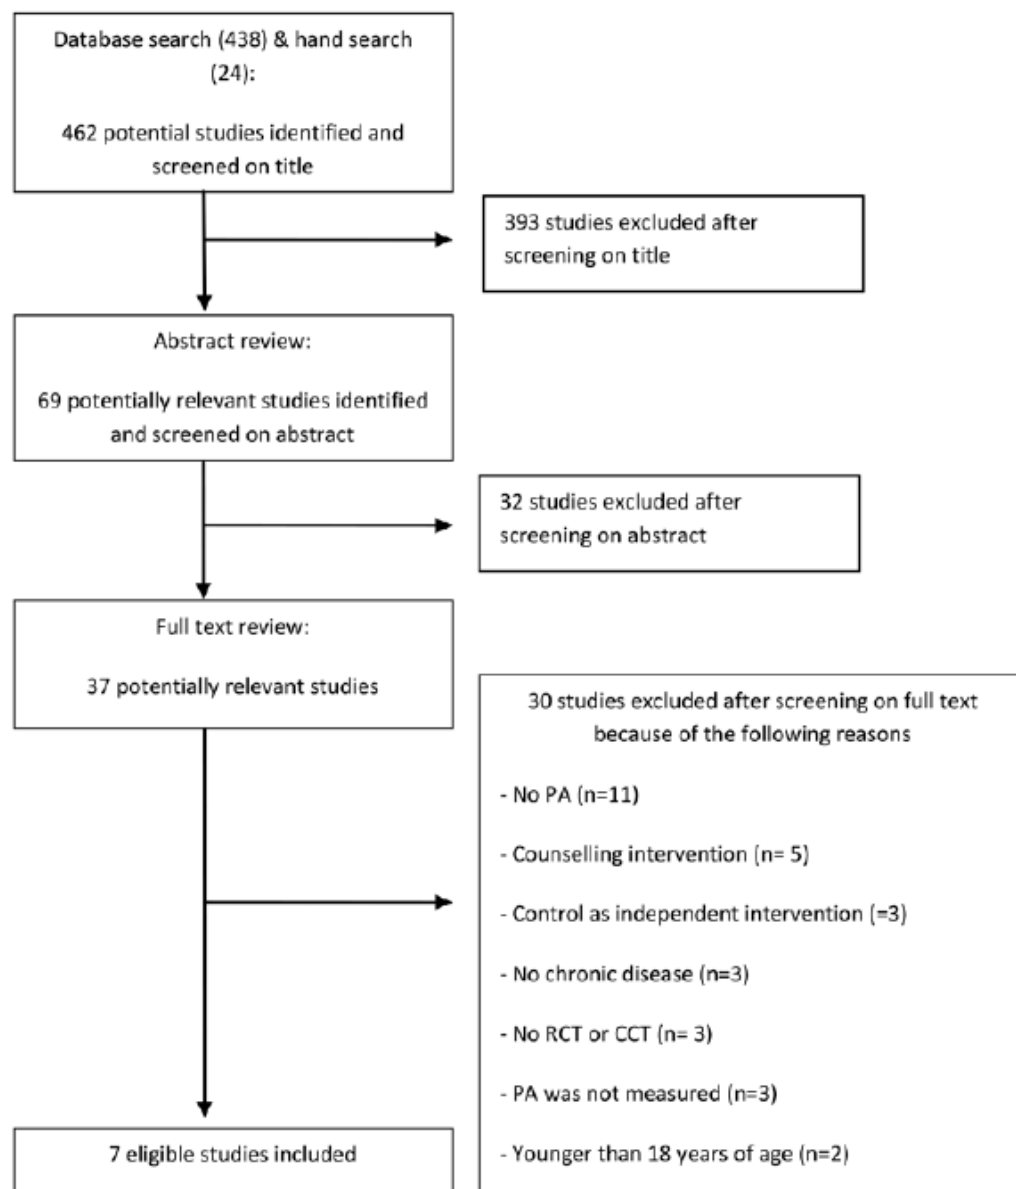 Database search (438) & hand search
(24):
462 potential studies identified and
screened on title
393 studies excluded after
screening on title
Abstract review:
69 potentially relevant studies identified
and screened on abstract
32 studies excluded after
screening on abstract
Full text review:
37 potentially relevant studies
30 studies excluded after screening on full text
because of the following reasons
- No PA (n=11)
- Counselling intervention (n= 5)
- Control as independent intervention (=3)
- No chronic disease (n=3)
- No RCT or CCT (n= 3)
- PA was not measured (n=3)
- Younger than 18 years of age (n=2)
7 eligible studies included